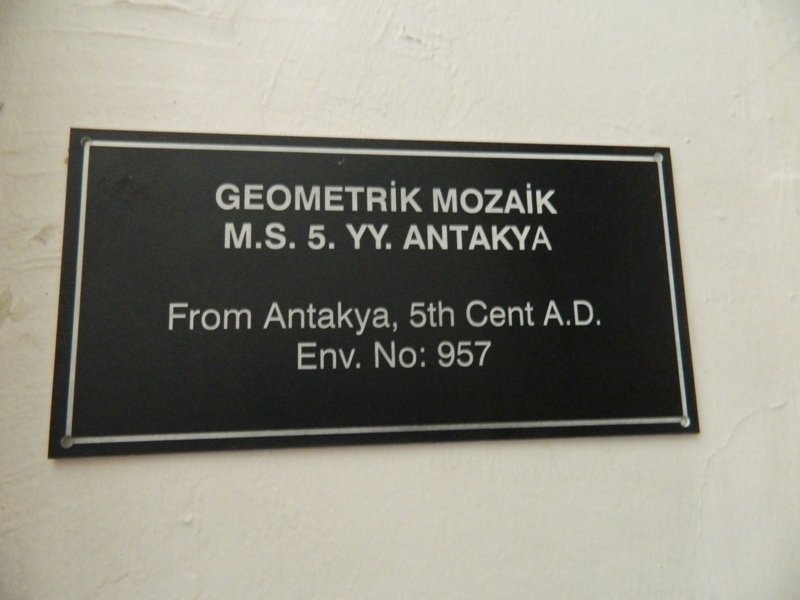 GEOMETRİK MOZAİK
M.S. 5. YY. ANTAKYA
From Antakya, 5th Cent A.D.
Env. No: 957